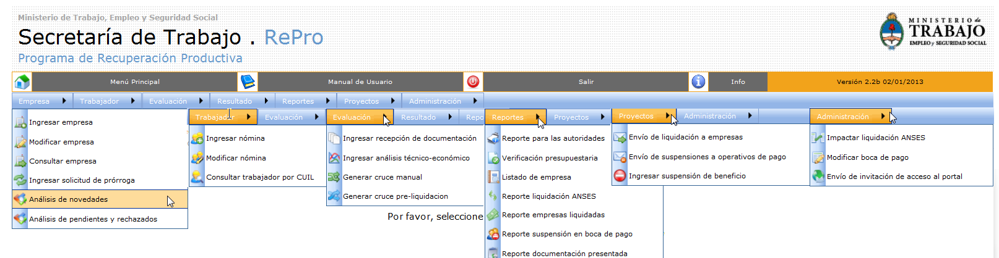 Ministerio de Trabajo, Empleo y Seguridad Social
Secretaría de Trabajo . RePro
Programa de Recuperación Productiva
MINISTERIO de
TRABAJO
EMPLEO y SEGURIDAD SOCIAL
Menú Principal Manual de Usuario Salir Info Versión 2.2b 02/01/2013
Empresa Trabajador Evaluación Resultado Reportes Proyectos Administración
Ingresar empresa
Modificar empresa
Consultar empresa
Ingresar solicitud de prórroga
Análisis de novedades
Análisis de pendientes y rechazados
Trabajador Evaluación
Ingresar nómina
Modificar nómina
Consultar trabajador por CUIL
Evaluación Resultado Repo
Ingresar recepción de documentación
Ingresar análisis técnico-económico
Generar cruce manual
Generar cruce pre-liquidacion
Por favor, seleccione
Reportes Proyectos
Reporte para las autoridades
Verificación presupuestaria
Listado de empresa
Reporte liquidación ANSES
Reporte empresas liquidadas
Reporte suspensión en boca de pago
Reporte documentación presentada
Proyectos Administración
Envío de liquidación a empresas
Envío de suspensiones a operativos de pago
Ingresar suspensión de beneficio
Administración
Impactar liquidación ANSES
Modificar boca de pago
Envío de invitación de acceso al portal